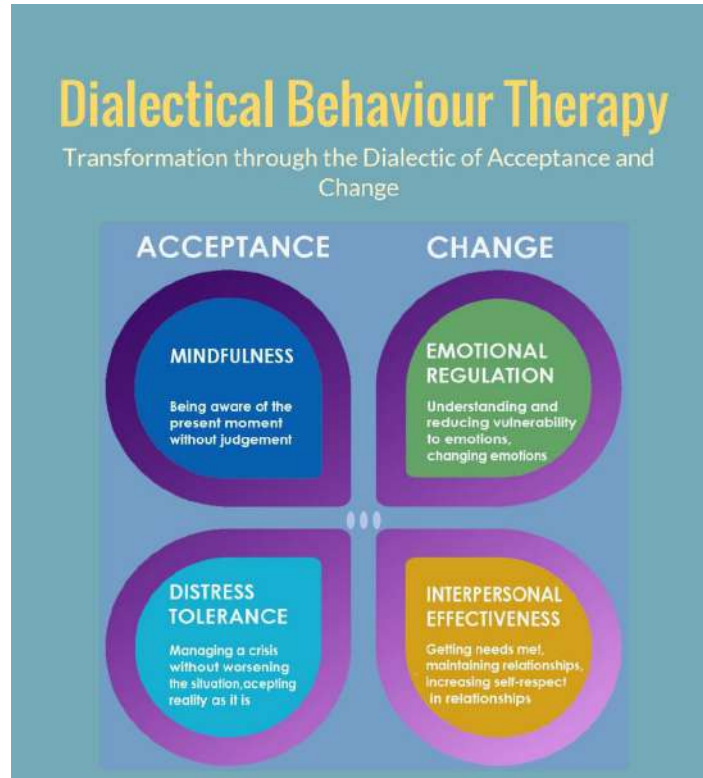 Dialectical Behaviour Therapy
Transformation through the Dialectic of Acceptance and
Change
ACCEPTANCE
CHANGE
MINDFULNESS
Being aware of the
present moment
without judgement
EMOTIONAL
REGULATION
Understanding and
reducing vulnerability
to emotions,
changing emotions
DISTRESS
TOLERANCE
Managing a crisis
without worsening
the situation,acepting
reality as it is
INTERPERSONAL
EFFECTIVENESS
Getting needs met,
maintaining relationships,
increasing self-respect
in relationships